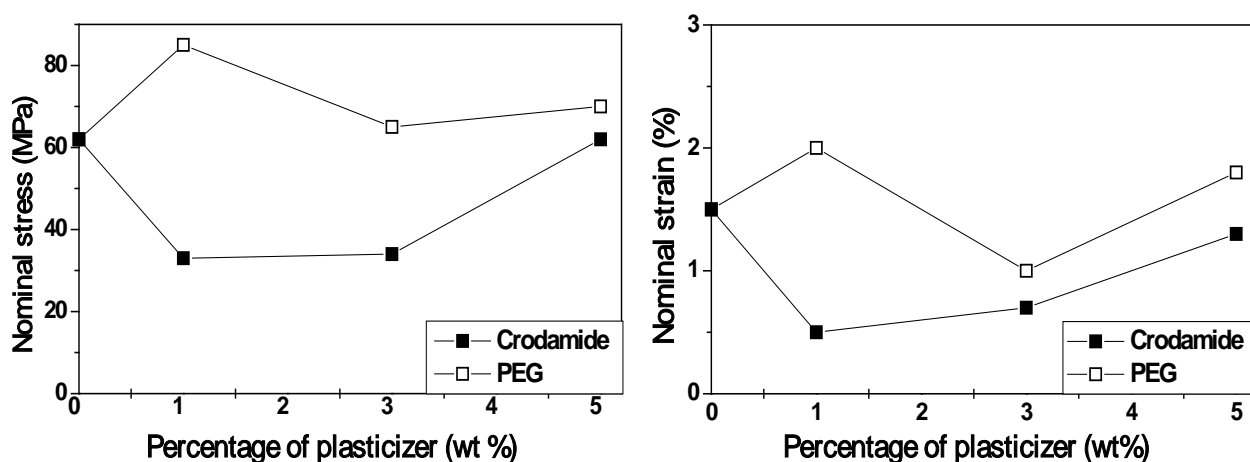 Nominal stress (MPa)
80
60
40
20
0
0 1 2 3 4 5
Percentage of plasticizer (wt %)
Crodamide
PEG
Nominal strain (%)
3
2
1
0
0 1 2 3 4 5
Percentage of plasticizer (wt%)
Crodamide
PEG